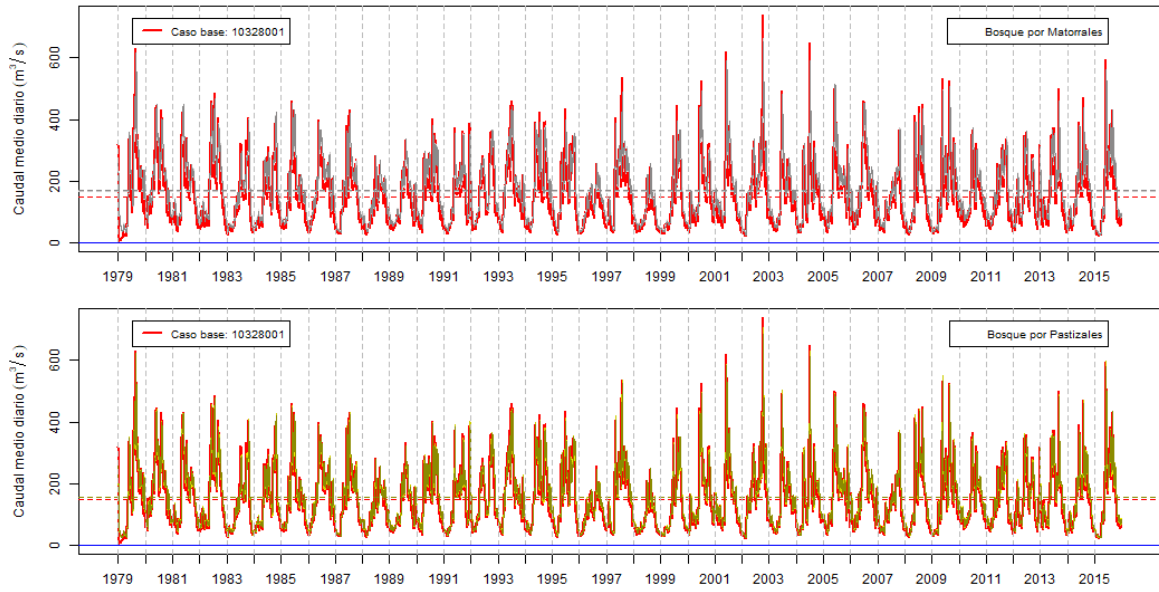 Caso base: 10328001
Bosque por Matorrales
Caudal medio diario (m³/s)
600
400
200
0
1979 1981 1983 1985 1987 1989 1991 1993 1995 1997 1999 2001 2003 2005 2007 2009 2011 2013 2015
Caso base: 10328001
Bosque por Pastizales
Caudal medio diario (m³/s)
600
400
200
0
1979 1981 1983 1985 1987 1989 1991 1993 1995 1997 1999 2001 2003 2005 2007 2009 2011 2013 2015